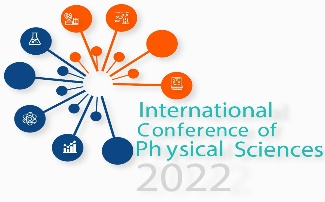 International
Conference of
Physical Sciences
2022